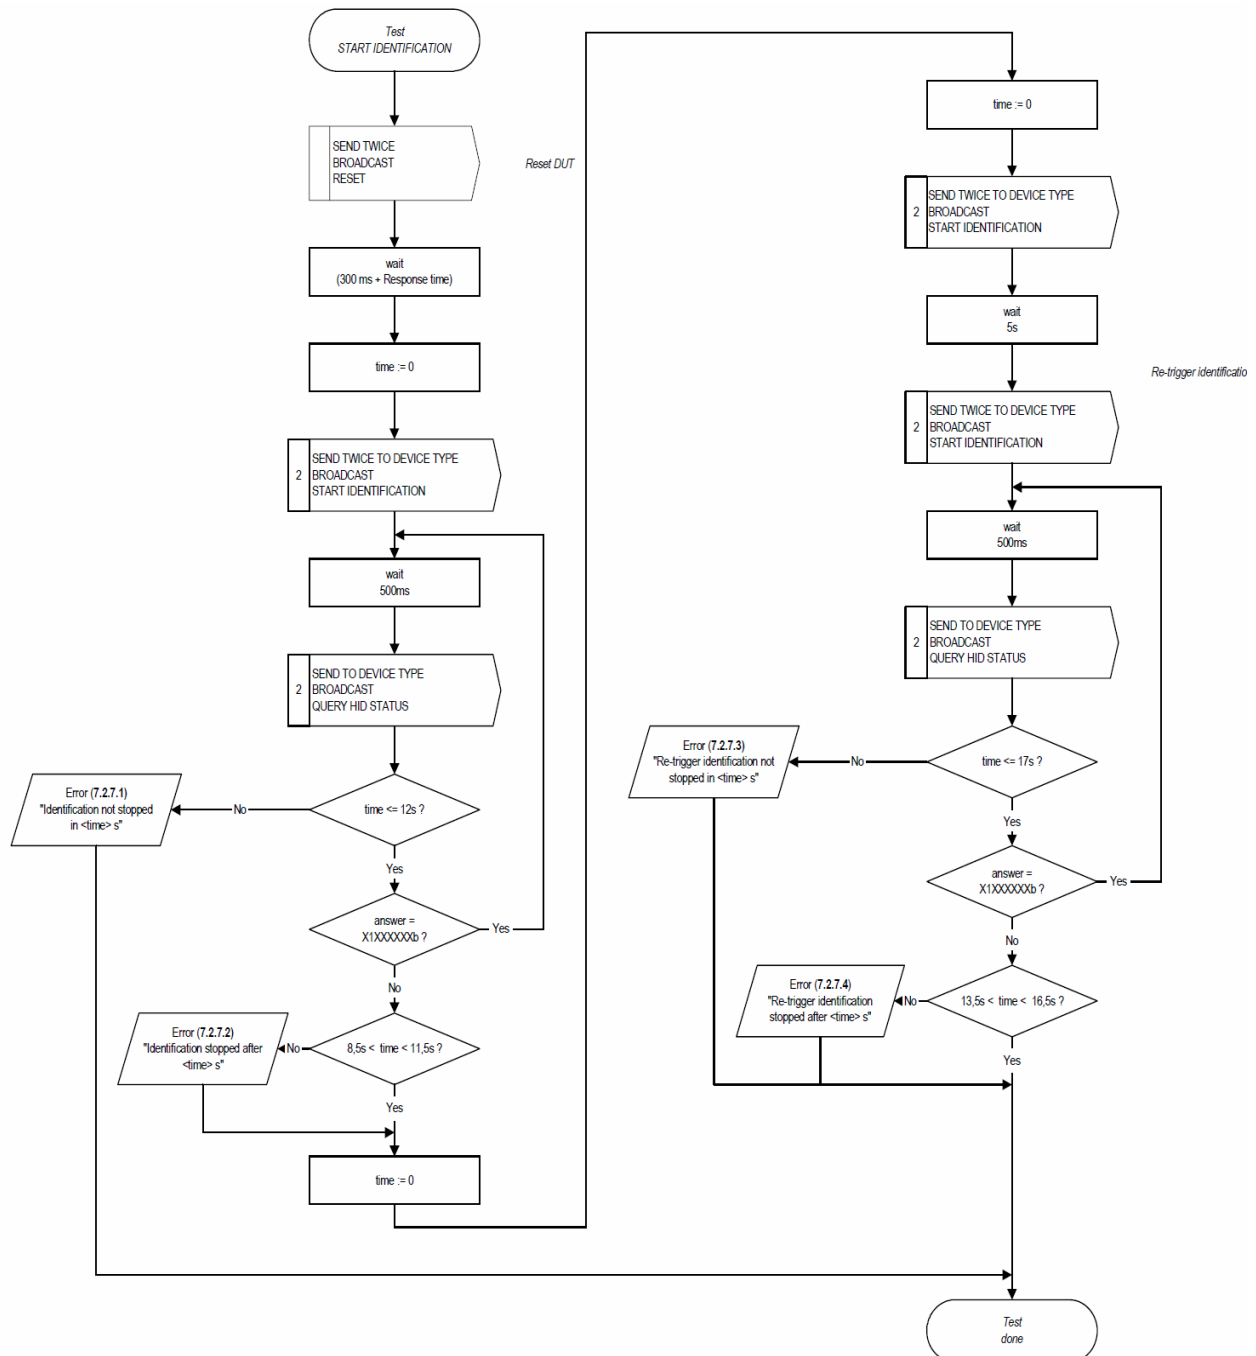 Test
START IDENTIFICATION
SEND TWICE
BROADCAST
RESET
Reset DUT
wait
(300 ms + Response time)
time := 0
2
SEND TWICE TO DEVICE TYPE
BROADCAST
START IDENTIFICATION
wait
500ms
2
SEND TO DEVICE TYPE
BROADCAST
QUERY HID STATUS
time <= 12s ?
No
Error (7.2.7.1)
"Identification not stopped
in <time> s"
Yes
answer =
X1XXXXXXb ?
Yes
No
8,5s < time < 11,5s ?
No
Error (7.2.7.2)
"Identification stopped after
<time> s"
Yes
time := 0
time := 0
2
SEND TWICE TO DEVICE TYPE
BROADCAST
START IDENTIFICATION
wait
5s
Re-trigger identificatio
2
SEND TWICE TO DEVICE TYPE
BROADCAST
START IDENTIFICATION
wait
500ms
2
SEND TO DEVICE TYPE
BROADCAST
QUERY HID STATUS
time <= 17s ?
No
Error (7.2.7.3)
"Re-trigger identification not
stopped in <time> s"
Yes
answer =
X1XXXXXXb ?
Yes
No
13,5s < time < 16,5s ?
No
Error (7.2.7.4)
"Re-trigger identification
stopped after <time> s"
Yes
Test
done